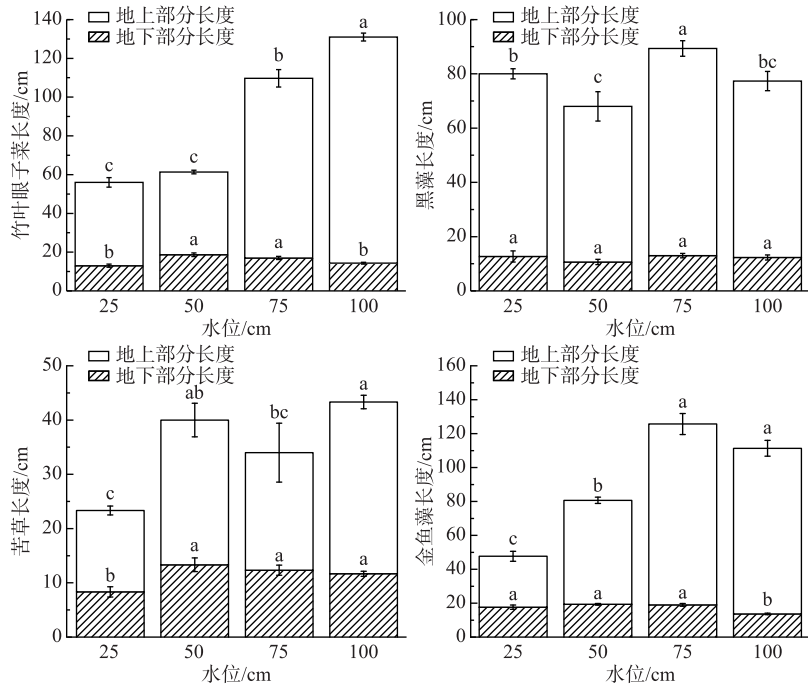 140
120
100
80
60
40
20
0
竹叶眼子菜长度/cm
地上部分长度
地下部分长度
c
c
b
a
b
a
a
b
25 50 75 100
水位/cm
100
80
60
40
20
0
黑藻长度/cm
地上部分长度
地下部分长度
b
c
a
bc
a
a
a
a
25 50 75 100
水位/cm
50
40
30
20
10
0
苦草长度/cm
地上部分长度
地下部分长度
c
ab
bc
a
b
a
a
a
25 50 75 100
水位/cm
160
140
120
100
80
60
40
20
0
金鱼藻长度/cm
地上部分长度
地下部分长度
c
b
a
a
a
a
a
b
25 50 75 100
水位/cm